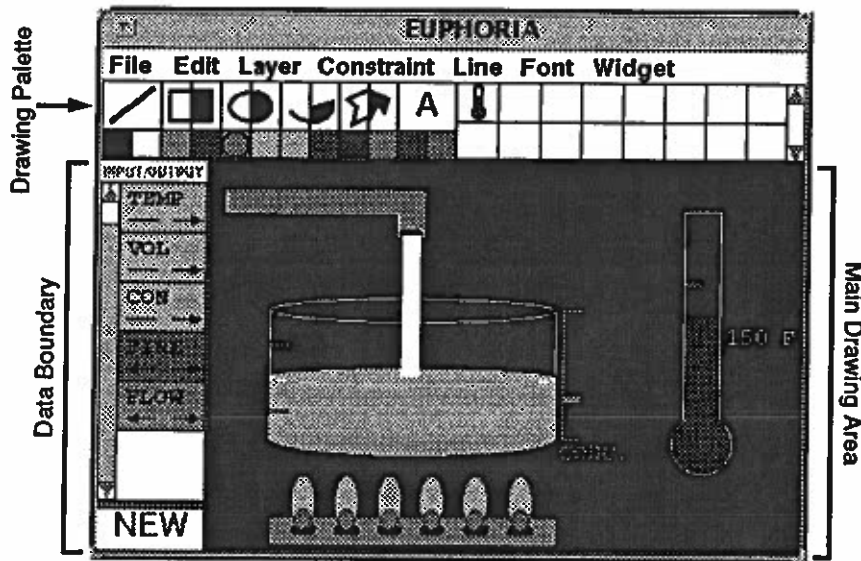 EUPHORIA
File Edit Layer Constraint Line Font Widget
Drawing Palette
A
INPUT/OUTPUT
TEMP
VOL
CON
FIRE
FLOW
NEW
Data Boundary
150 F
Main Drawing Area